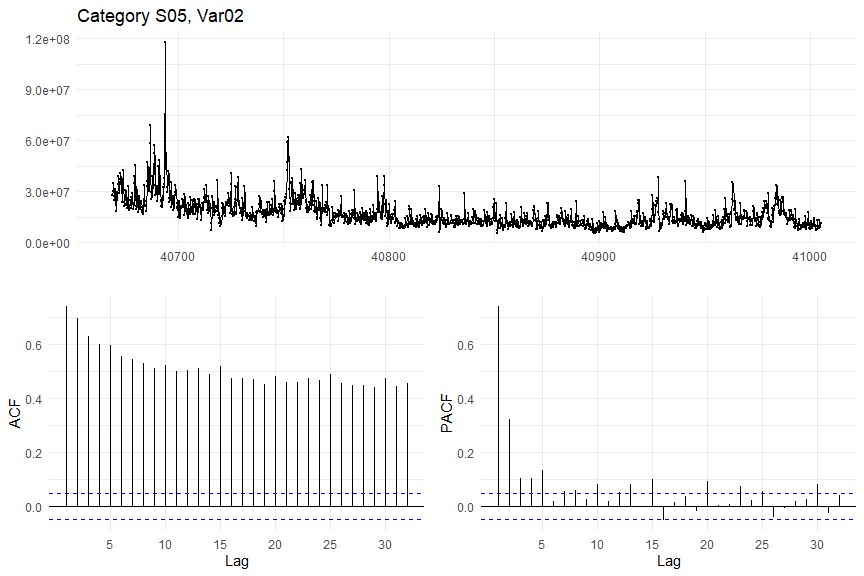 Category S05, Var02
1.2e+08
9.0e+07
6.0e+07
3.0e+07
0.0e+00
40700 40800 40900 41000
ACF
0.6
0.4
0.2
0.0
5 10 15 20 25 30
Lag
PACF
0.6
0.4
0.2
0.0
5 10 15 20 25 30
Lag